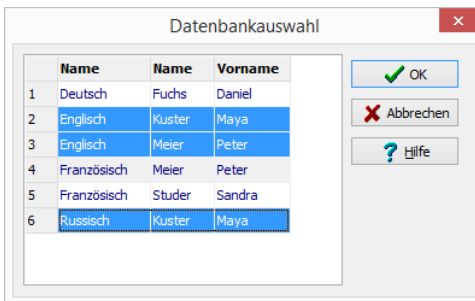 Datenbankauswahl
Name Name Vorname
1 Deutsch Fuchs Daniel
2 Englisch Kuster Maya
3 Englisch Meier Peter
4 Französisch Meier Peter
5 Französisch Studer Sandra
6 Russisch Kuster Maya
OK
Abbrechen
Hilfe